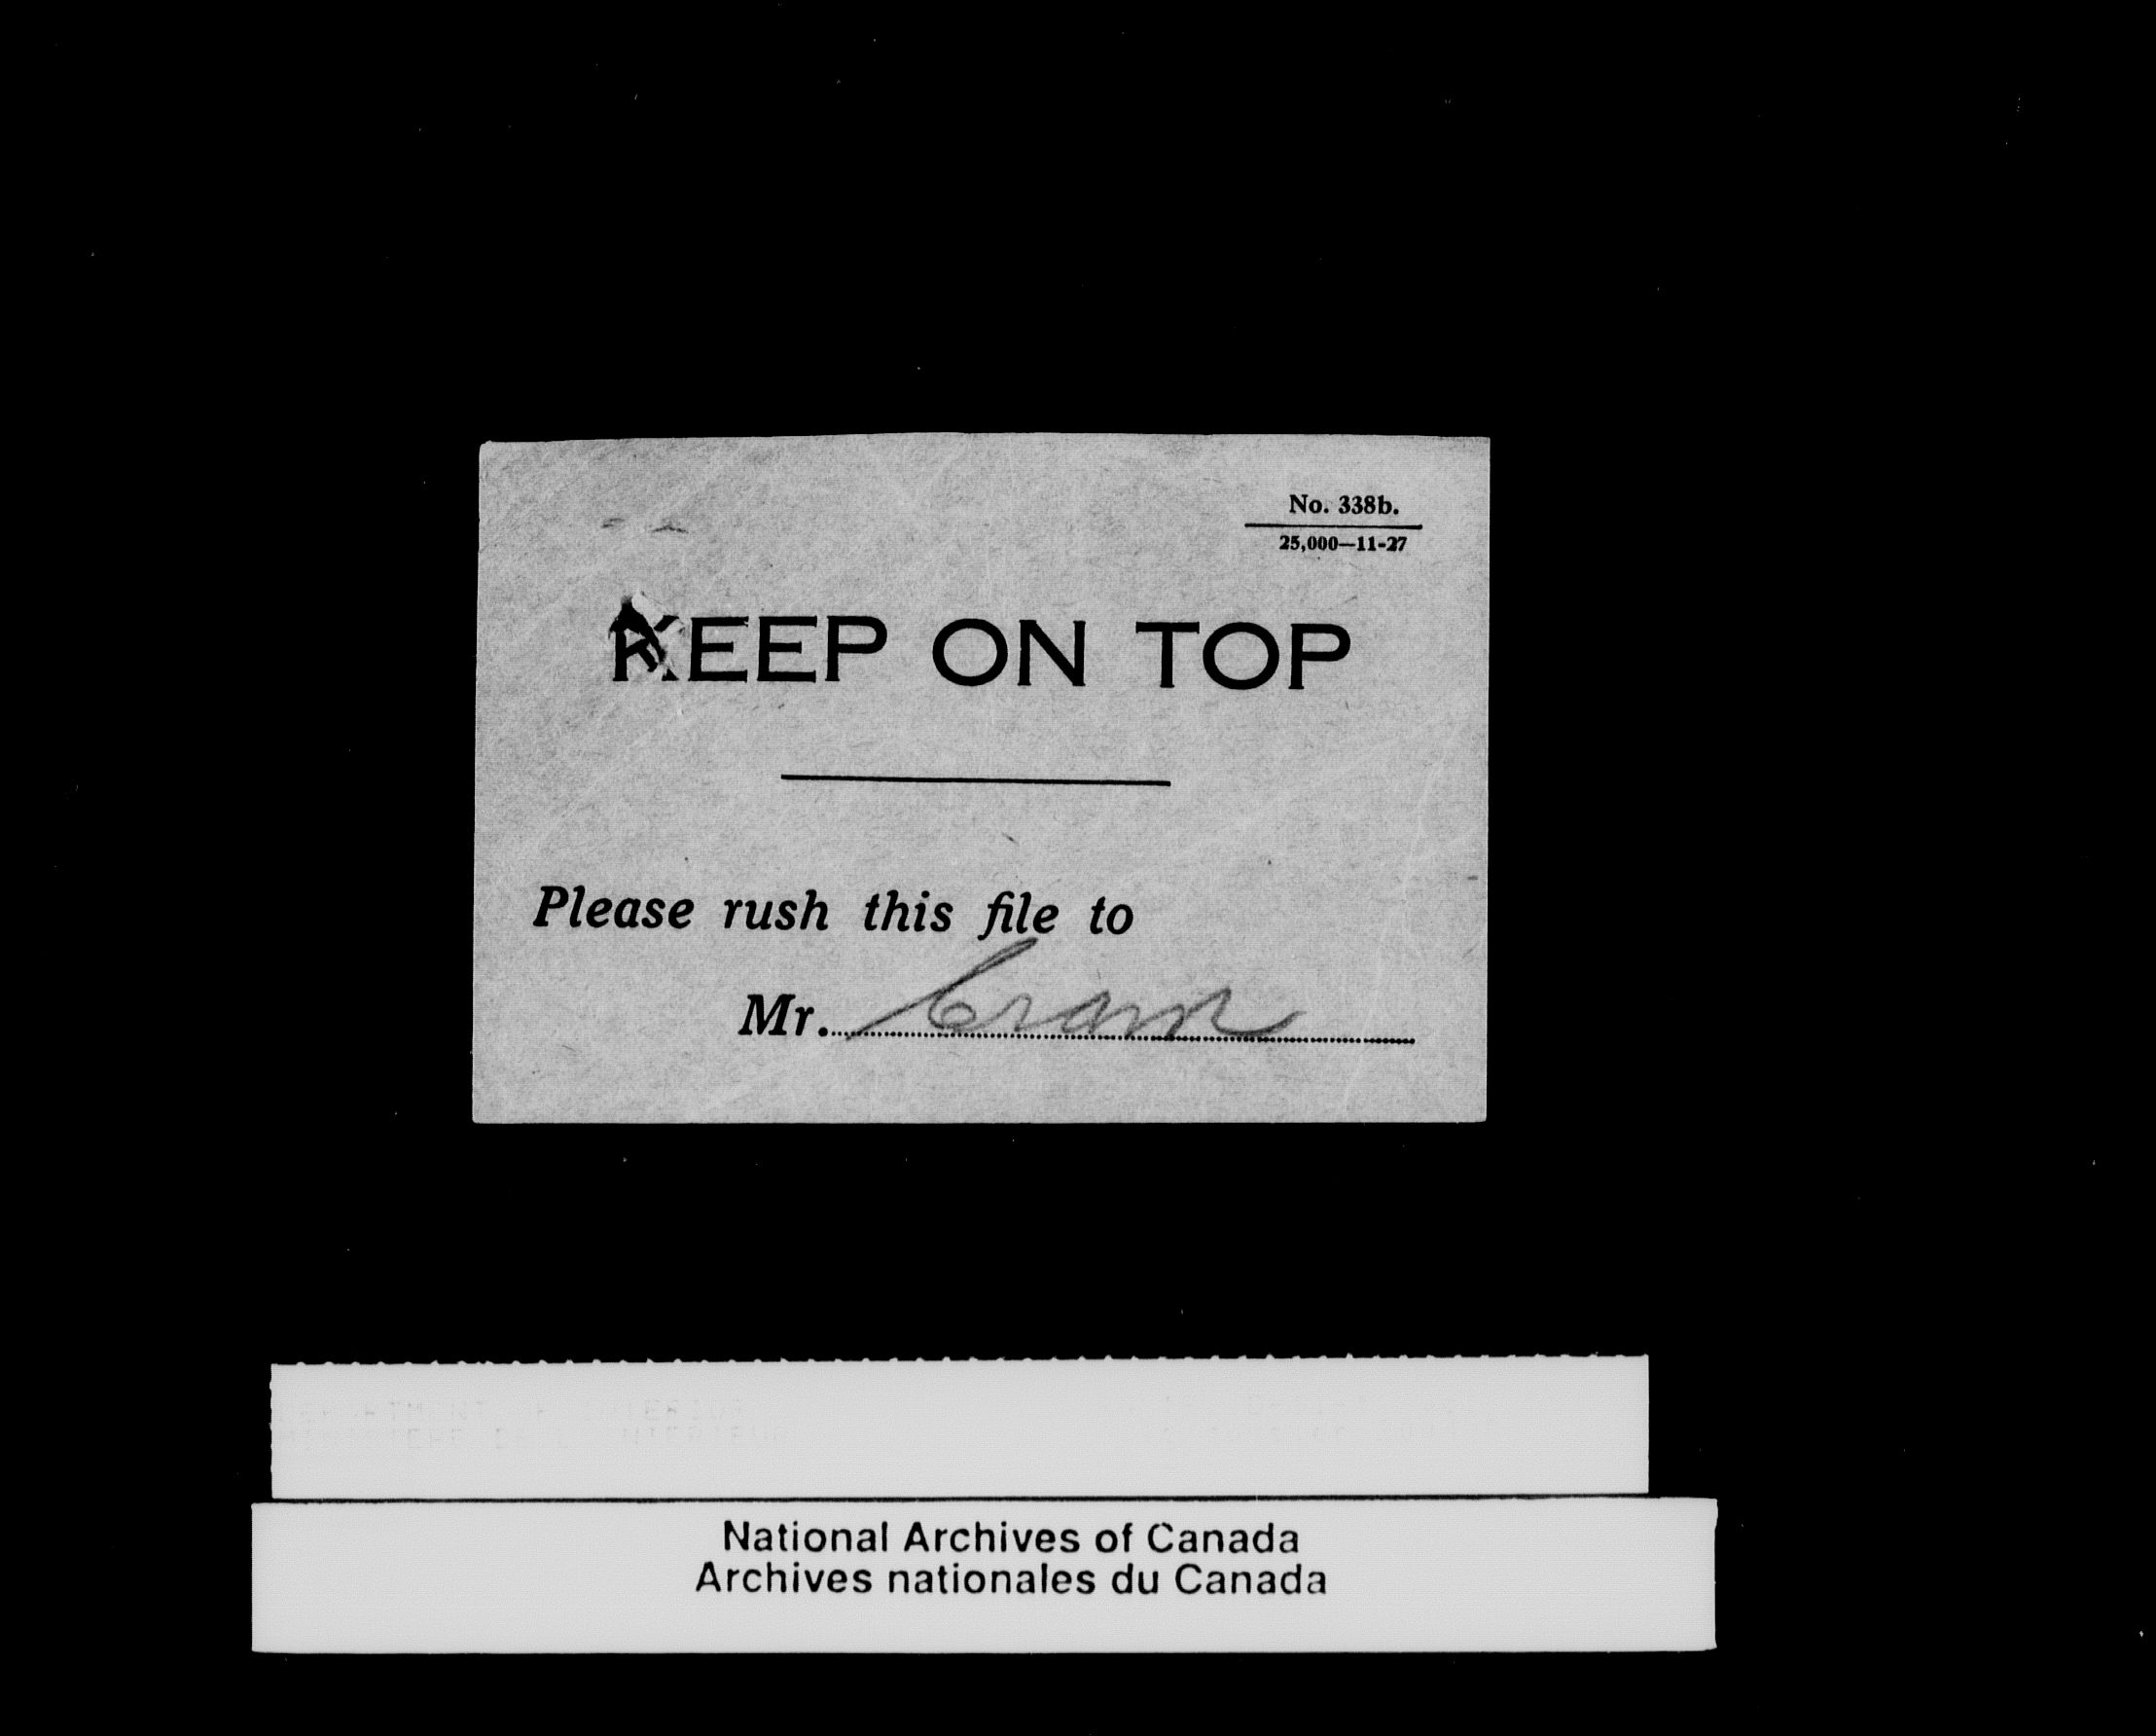 No. 338b.
25,000—11-27
KEEP ON TOP
Please rush this file to
Mr. Cram
National Archives of Canada
Archives nationales du Canada